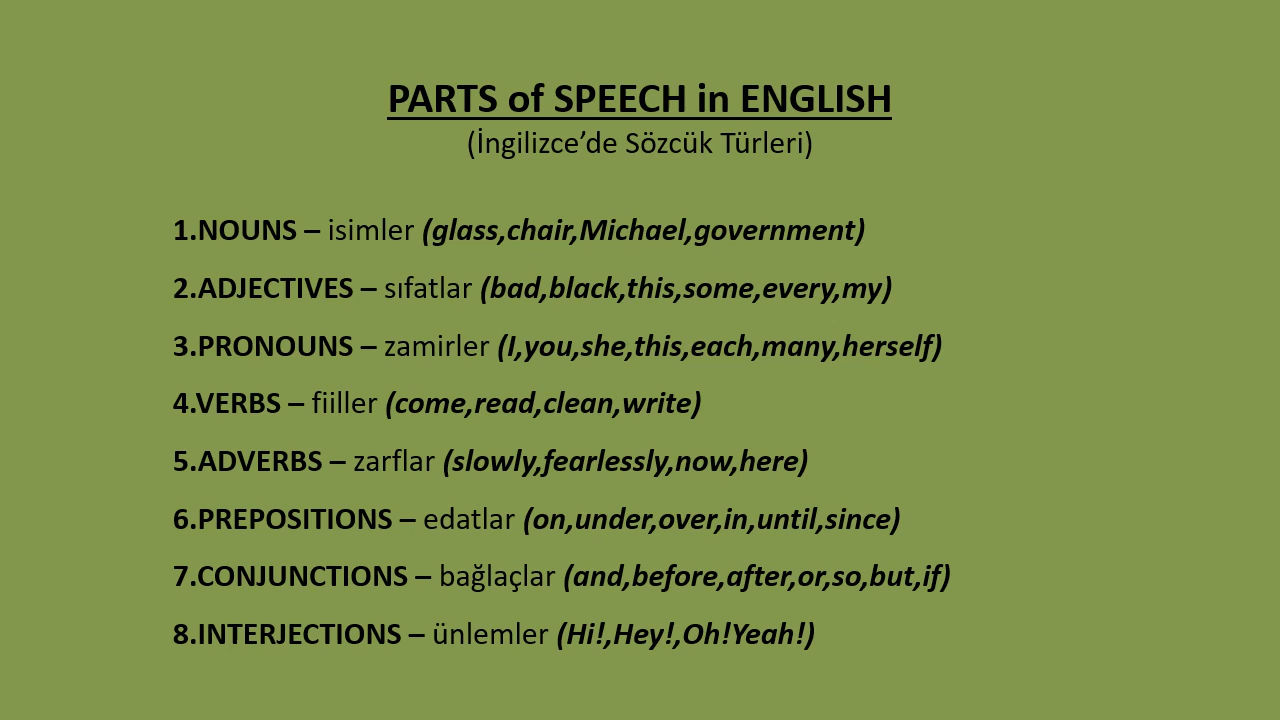 PARTS of SPEECH in ENGLISH
(İngilizce’de Sözcük Türleri)
1.NOUNS – isimler (glass,chair,Michael,government)
2.ADJECTIVES – sıfatlar (bad,black,this,some,every,my)
3.PRONOUNS – zamirler (I,you,she,this,each,many,herself)
4.VERBS – fiiller (come,read,clean,write)
5.ADVERBS – zarflar (slowly,fearlessly,now,here)
6.PREPOSITIONS – edatlar (on,under,over,in,until,since)
7.CONJUNCTIONS – bağlaçlar (and,before,after,or,so,but,if)
8.INTERJECTIONS – ünlemler (Hi!,Hey!,Oh!Yeah!)